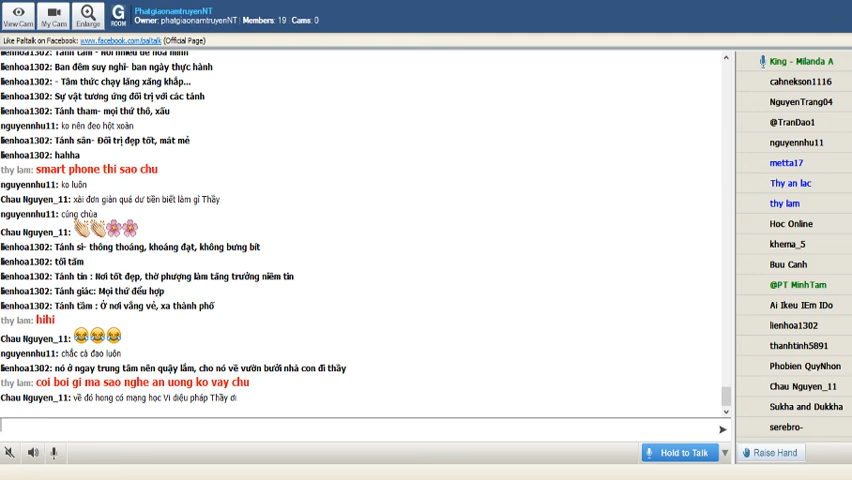 View Cam
My Cam
Enlarge
G
ROOM
PhatgiaonamtruyenNT
Owner: phatgiaonamtruyenNT | Members: 19 | Cams: 0
Like Paltalk on Facebook: www.facebook.com/paltalk (Official Page)
lienhoa1302: Ban đêm suy nghĩ- ban ngày thực hành
lienhoa1302: - Tâm thức chạy lăng xăng khắp...
lienhoa1302: Sự vật tương ứng đối trị với các tánh
lienhoa1302: Tánh tham- mọi thứ thô, xấu
nguyennhu11: ko nên đeo hột xoàn
lienhoa1302: Tánh sân- Đối trị đẹp tốt, mát mẻ
lienhoa1302: hahha
thy lam: smart phone thi sao chu
nguyennhu11: ko luôn
Chau Nguyen_11: xài đơn giản quá dư tiền biết làm gì Thầy
nguyennhu11: cúng chùa
Chau Nguyen_11:
lienhoa1302: Tánh si- thông thoáng, khoáng đạt, không bưng bít
lienhoa1302: tối tăm
lienhoa1302: Tánh tín : Nơi tốt đẹp, thờ phượng làm tăng trưởng niềm tin
lienhoa1302: Tánh giác: Mọi thứ đều hợp
lienhoa1302: Tánh tầm : Ở nơi vắng vẻ, xa thành phố
thy lam: hihi
Chau Nguyen_11:
nguyennhu11: chắc cà đao luôn
lienhoa1302: nó ở ngay trung tâm nên quậy lắm, cho nó về vườn bưởi nhà con đi thầy
thy lam: coi boi gi ma sao nghe an uong ko vay chu
Chau Nguyen_11: về đó hong có mạng học Vi diệu pháp Thầy ơi
King - Milanda A
cahnekson1116
NguyenTrang04
@TranDao1
nguyennhu11
metta17
Thy an lac
thy lam
Hoc Online
khema_5
Buu Canh
@PT MinhTam
Ai Ikeu IEm IDo
lienhoa1302
thanhtinh5891
Phobien QuyNhon
Chau Nguyen_11
Sukha and Dukkha
serebro-
Hold to Talk
Raise Hand